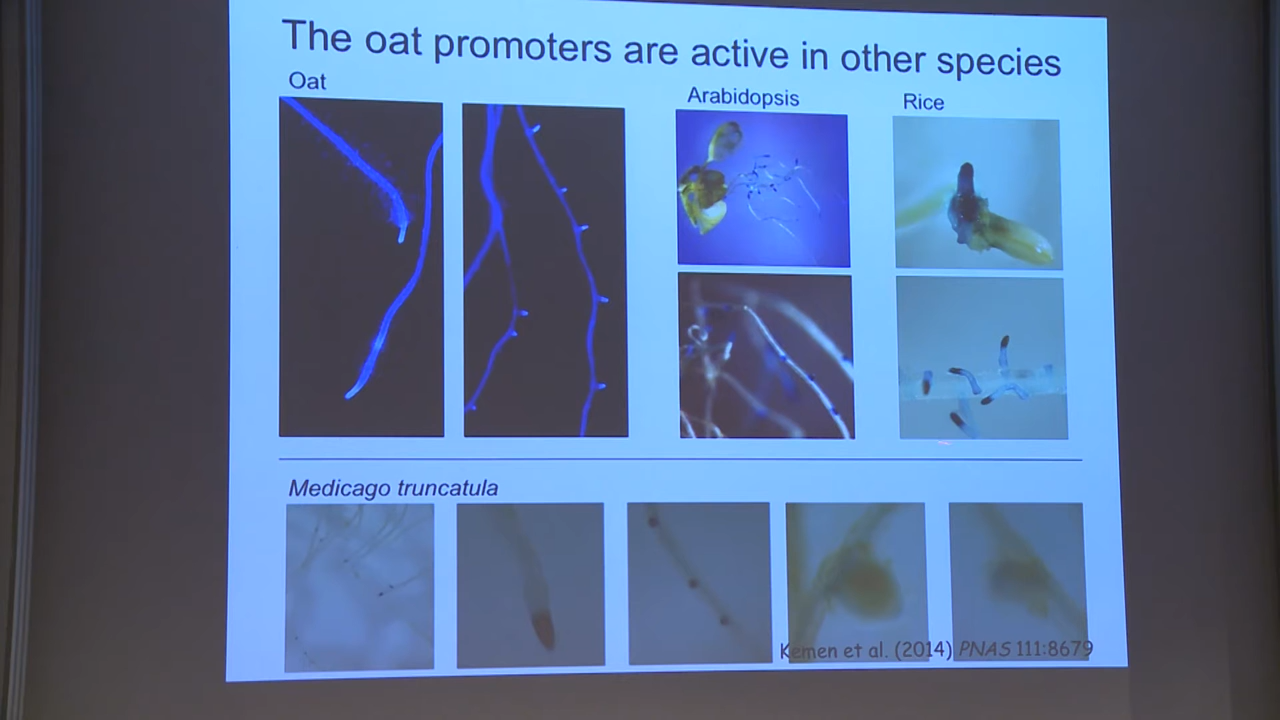 The oat promoters are active in other species
Oat
Arabidopsis
Rice
Medicago truncatula
Kemen et al. (2014) PNAS 111:8679